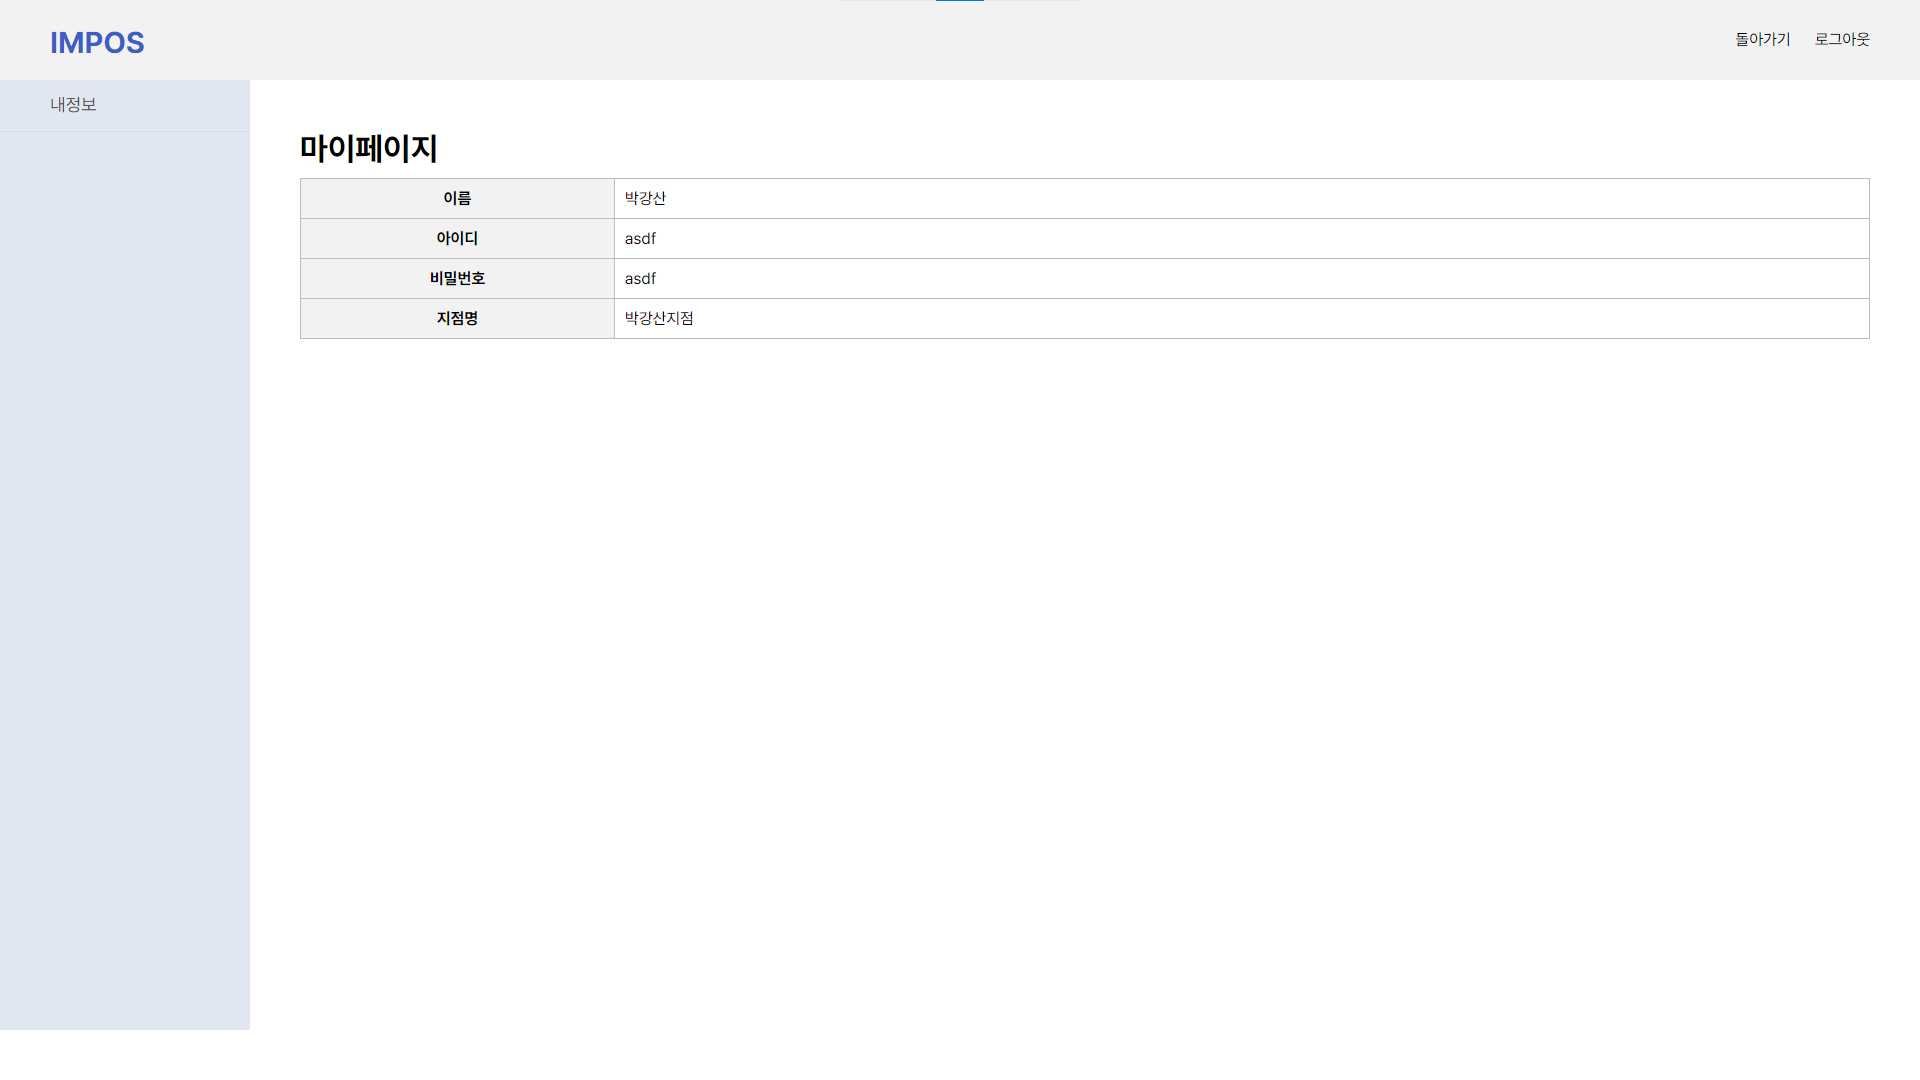 IMPOS
돌아가기 로그아웃
내정보
마이페이지
이름 박강산
아이디 asdf
비밀번호 asdf
지점명 박강산지점